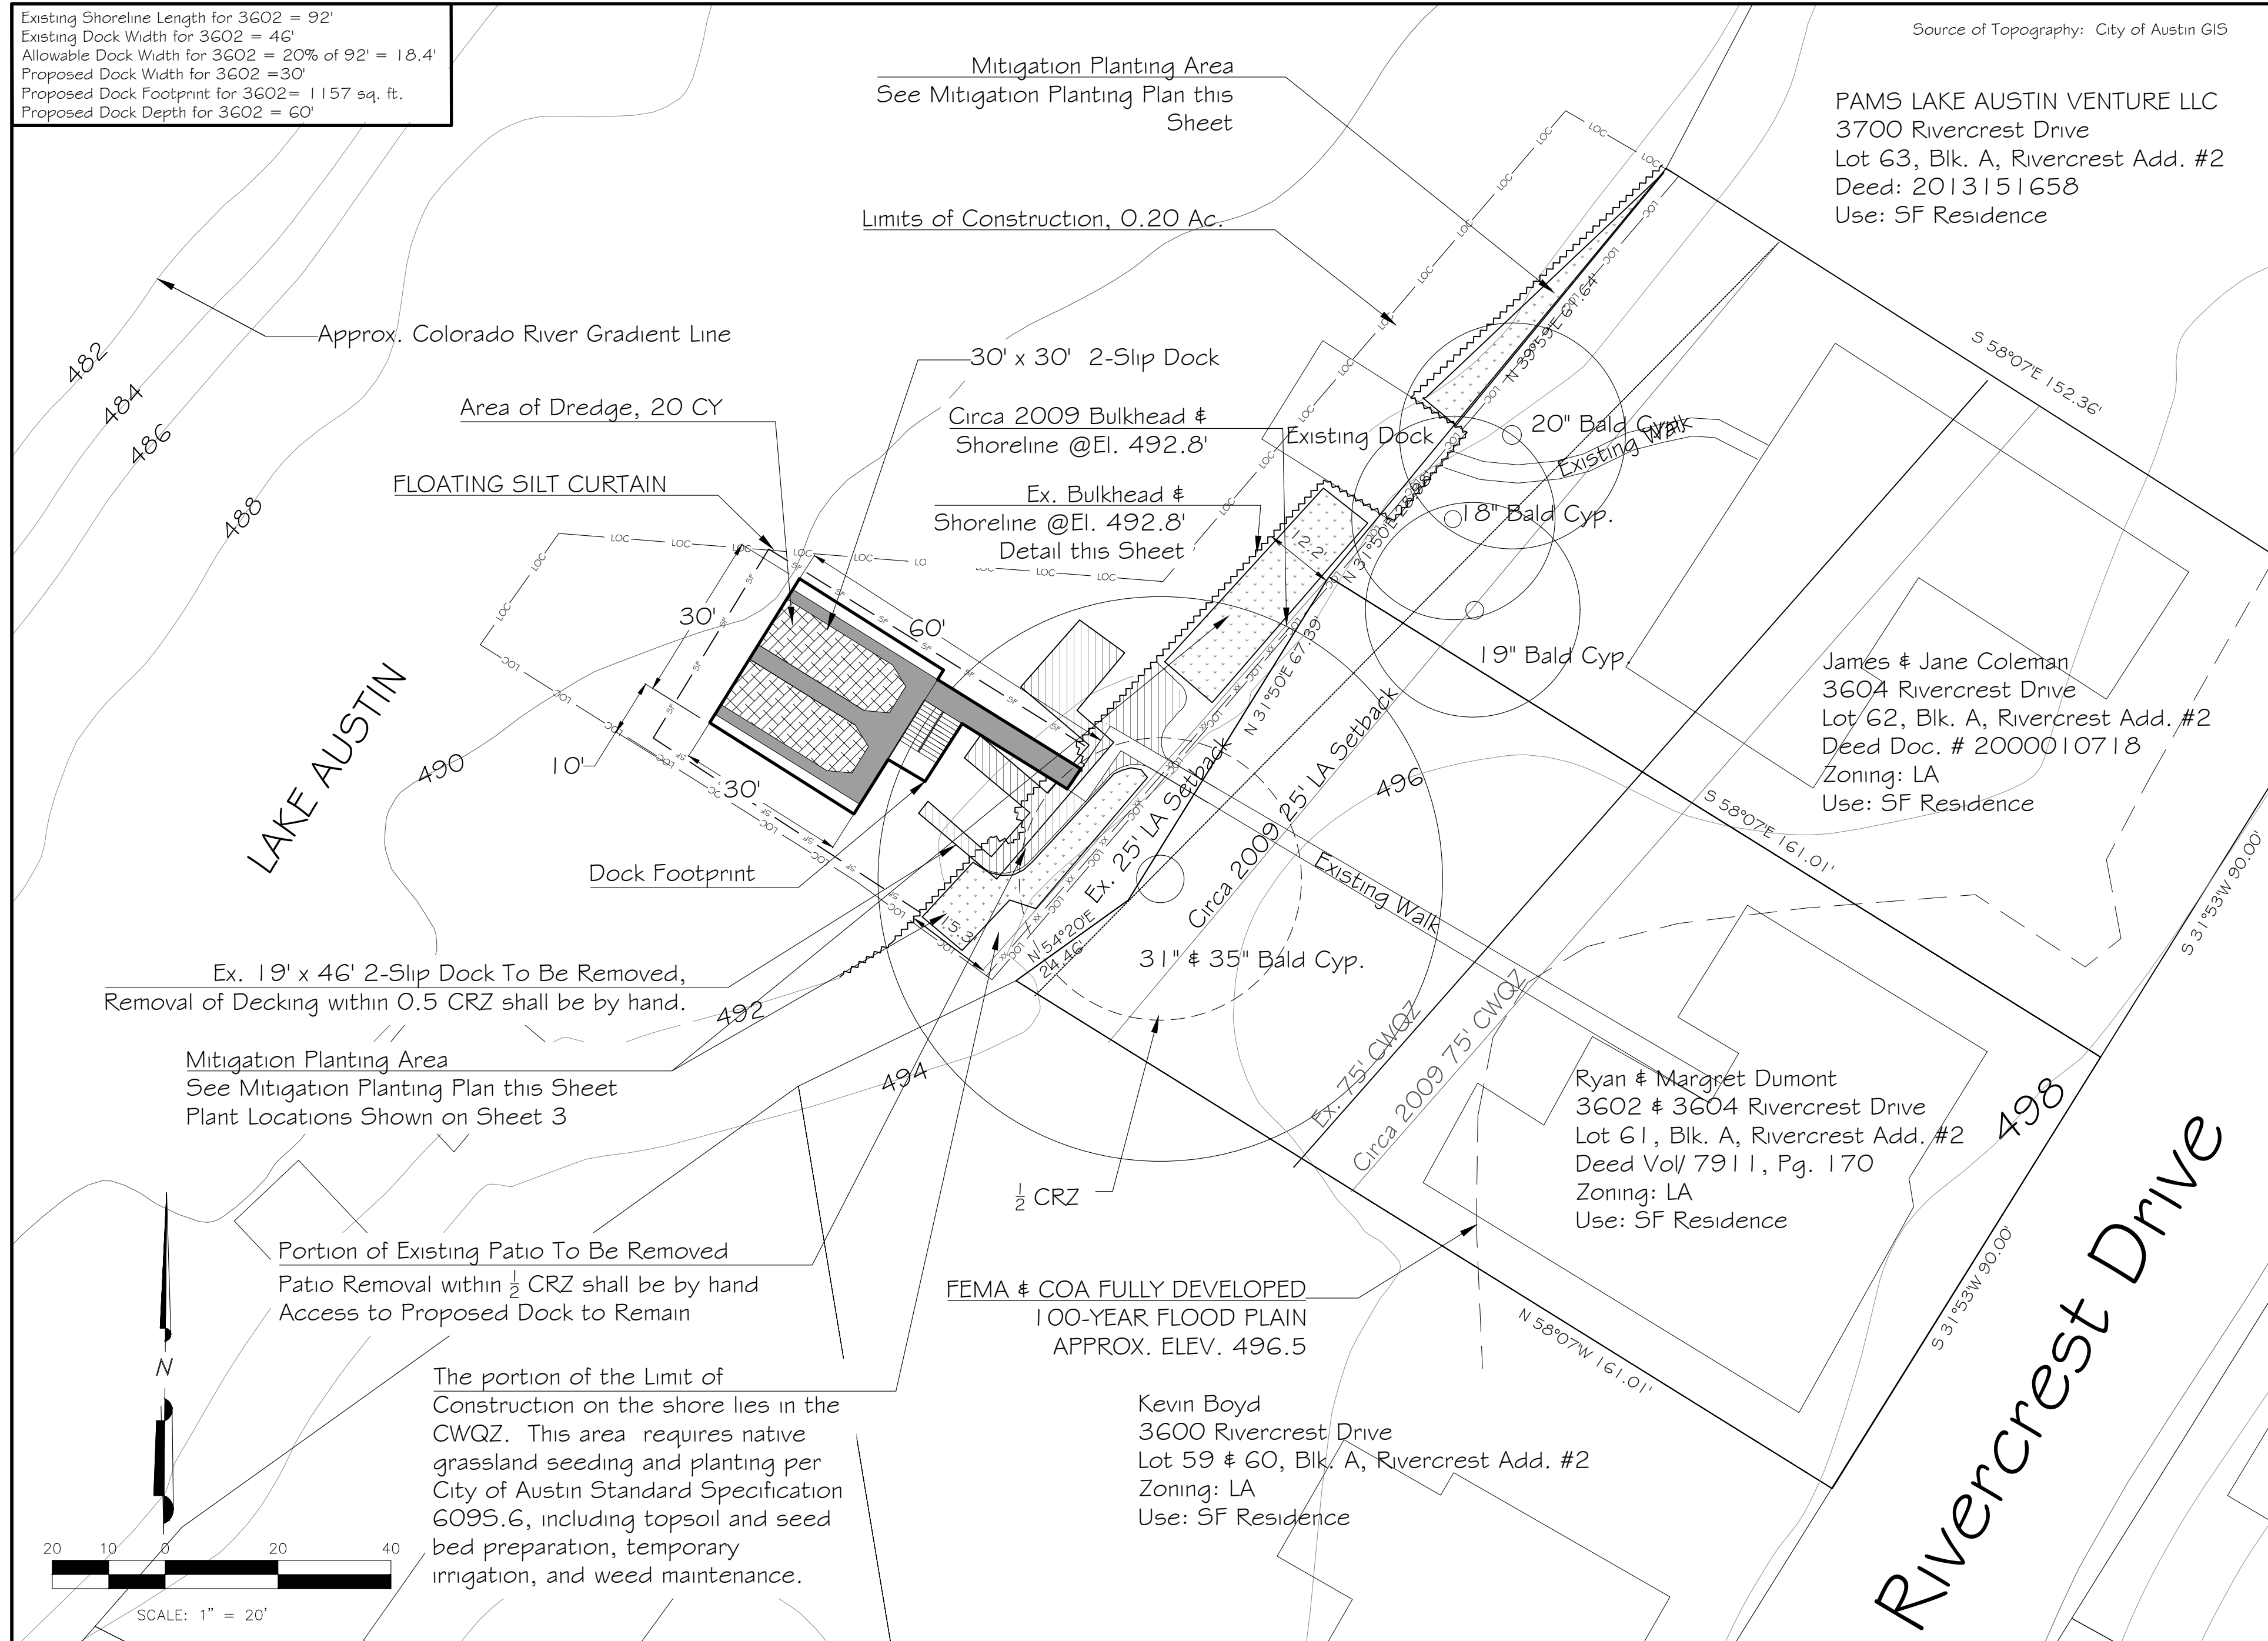 Existing Shoreline Length for 3602 = 92'
Existing Dock Width for 3602 = 46'
Allowable Dock Width for 3602 = 20% of 92' = 18.4'
Proposed Dock Width for 3602 =30'
Proposed Dock Footprint for 3602= 1157 sq. ft.
Proposed Dock Depth for 3602 = 60'
Source of Topography: City of Austin GIS
Mitigation Planting Area
See Mitigation Planting Plan this
Sheet
PAMS LAKE AUSTIN VENTURE LLC
3700 Rivercrest Drive
Lot 63, Blk. A, Rivercrest Add. #2
Deed: 2013151658
Use: SF Residence
Limits of Construction, 0.20 Ac.
Approx. Colorado River Gradient Line
482
484
486
488
490
492
494
496
498
30' x 30' 2-Slip Dock
Area of Dredge, 20 CY
Circa 2009 Bulkhead &
Shoreline @El. 492.8'
Existing Dock
FLOATING SILT CURTAIN
Ex. Bulkhead &
Shoreline @El. 492.8'
Detail this Sheet
20" Bald Cyp.
Existing Walk
18" Bald Cyp.
19" Bald Cyp.
N 39°59'E 67.64'
S 58°07'E 152.36'
N 31°50'E
N 31°50'E 67.39'
12.2'
30'
60'
10'
30'
LAKE AUSTIN
James & Jane Coleman
3604 Rivercrest Drive
Lot 62, Blk. A, Rivercrest Add. #2
Deed Doc. # 2000010718
Zoning: LA
Use: SF Residence
S 58°07'E 161.01'
S 31°53'W 90.00'
Ex. 25' LA Setback
Circa 2009 25' LA Setback
Existing Walk
Dock Footprint
15.3'
N 54°20'E
24.46'
31" & 35" Bald Cyp.
Ex. 19' x 46' 2-Slip Dock To Be Removed,
Removal of Decking within 0.5 CRZ shall be by hand.
Mitigation Planting Area
See Mitigation Planting Plan this Sheet
Plant Locations Shown on Sheet 3
Ex. 75' CWQZ
Circa 2009 75' CWQZ
Ryan & Margret Dumont
3602 & 3604 Rivercrest Drive
Lot 61, Blk. A, Rivercrest Add. #2
Deed Vol/ 7911, Pg. 170
Zoning: LA
Use: SF Residence
½ CRZ
Portion of Existing Patio To Be Removed
Patio Removal within ½ CRZ shall be by hand
Access to Proposed Dock to Remain
FEMA & COA FULLY DEVELOPED
100-YEAR FLOOD PLAIN
APPROX. ELEV. 496.5
N 58°07'W 161.01'
S 31°53'W 90.00'
Rivercrest Drive
N
The portion of the Limit of
Construction on the shore lies in the
CWQZ. This area requires native
grassland seeding and planting per
City of Austin Standard Specification
609S.6, including topsoil and seed
bed preparation, temporary
irrigation, and weed maintenance.
Kevin Boyd
3600 Rivercrest Drive
Lot 59 & 60, Blk. A, Rivercrest Add. #2
Zoning: LA
Use: SF Residence
20 10 0 20 40
SCALE: 1" = 20'